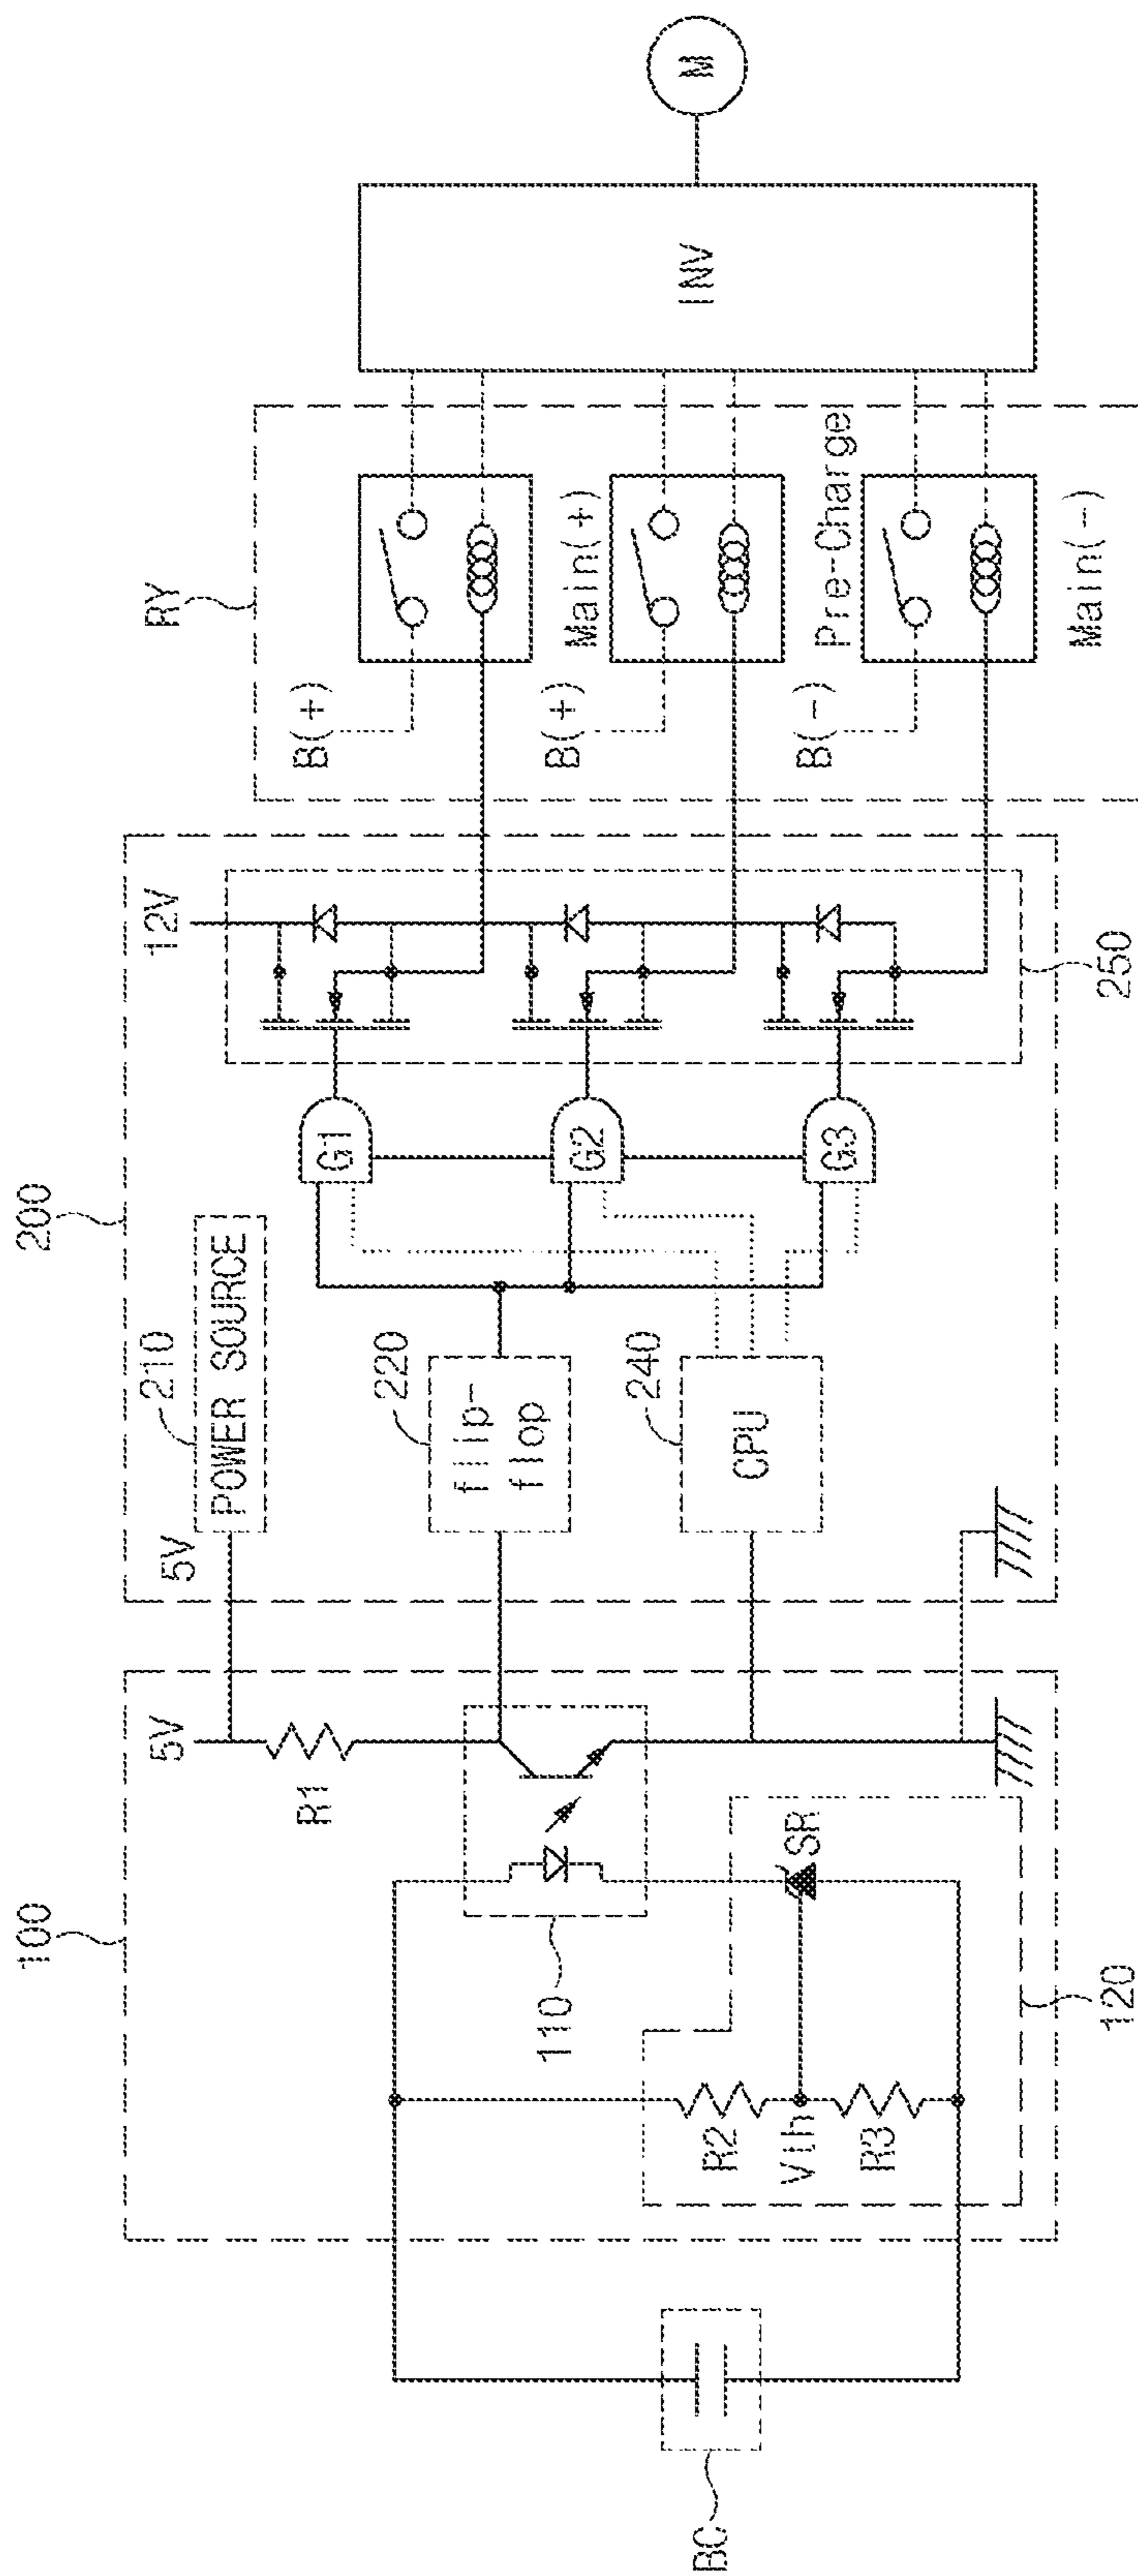 100
200
RY
5V
5V
210
POWER SOURCE
12V
R1
B(+)
Main(+)
220
flip-
flop
G1
G2
G3
B(+)
Pre-Charge
INV
M
110
240
CPU
B(-)
Main(-)
BC
R2
Vth
R3
SR
120
250